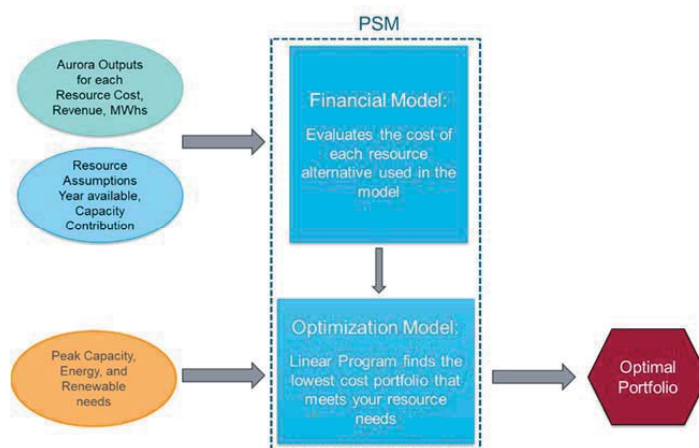 PSM
Aurora Outputs
for each
Resource Cost,
Revenue, MWhs
Resource
Assumptions
Year available,
Capacity
Contribution
Financial Model:
Evaluates the cost of
each resource
alternative used in the
model
Peak Capacity,
Energy, and
Renewable
needs
Optimization Model:
Linear Program finds the
lowest cost portfolio that
meets your resource
needs
Optimal
Portfolio